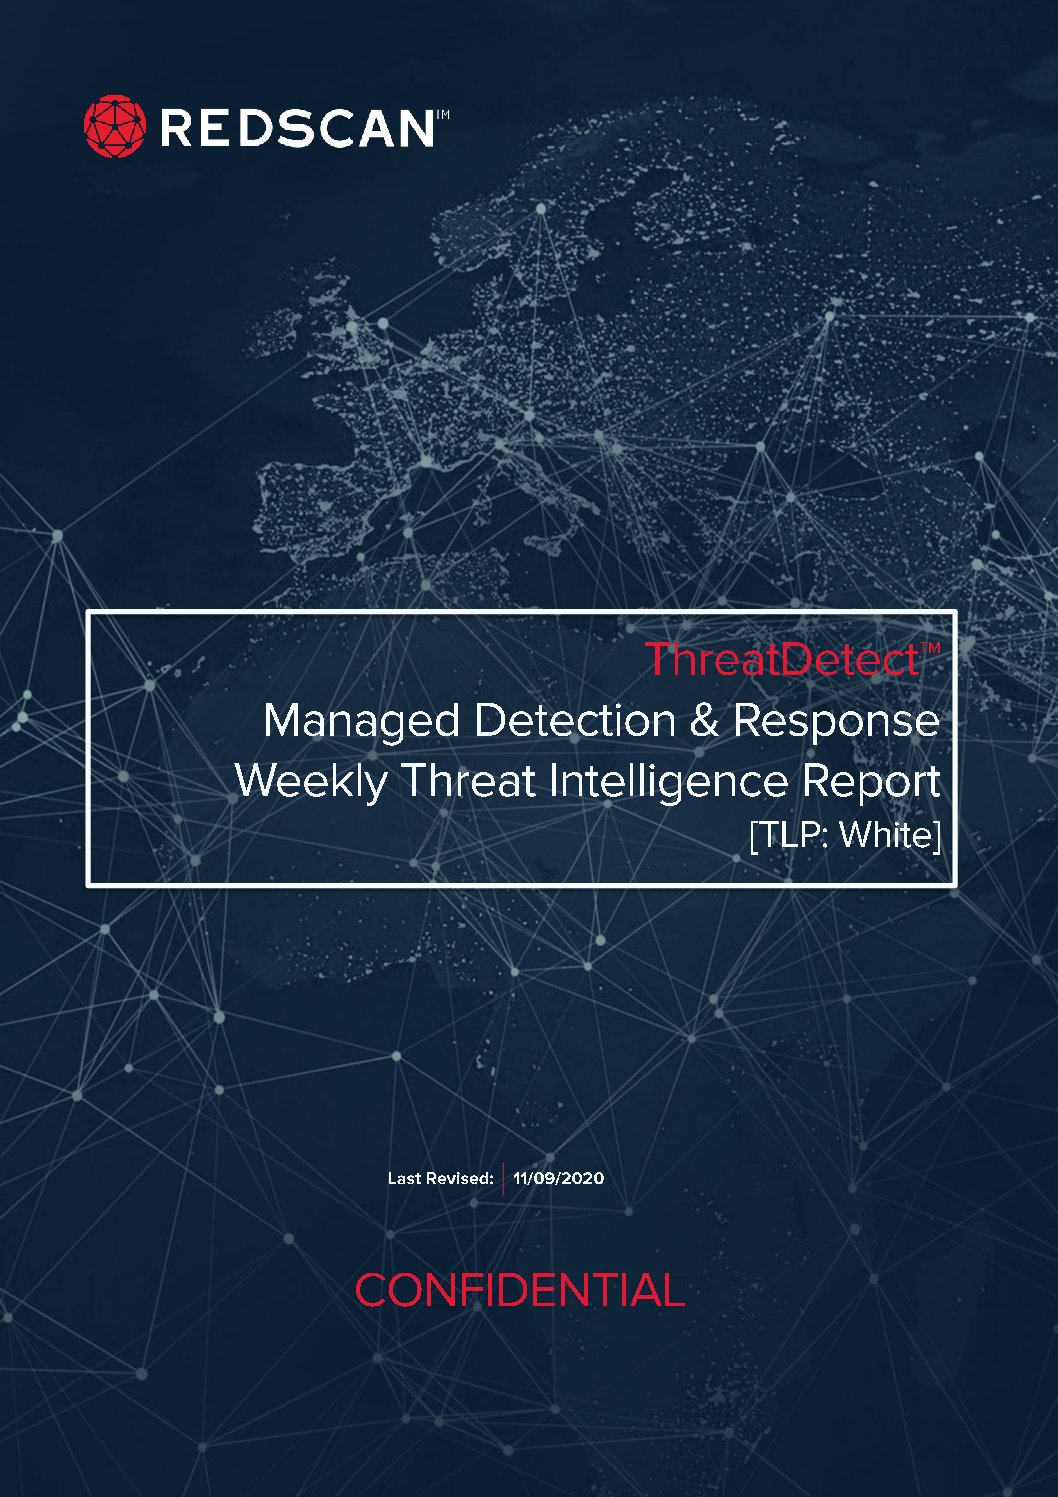 REDSCAN™
ThreatDetect™
Managed Detection & Response
Weekly Threat Intelligence Report
[TLP: White]
Last Revised: 11/09/2020
CONFIDENTIAL